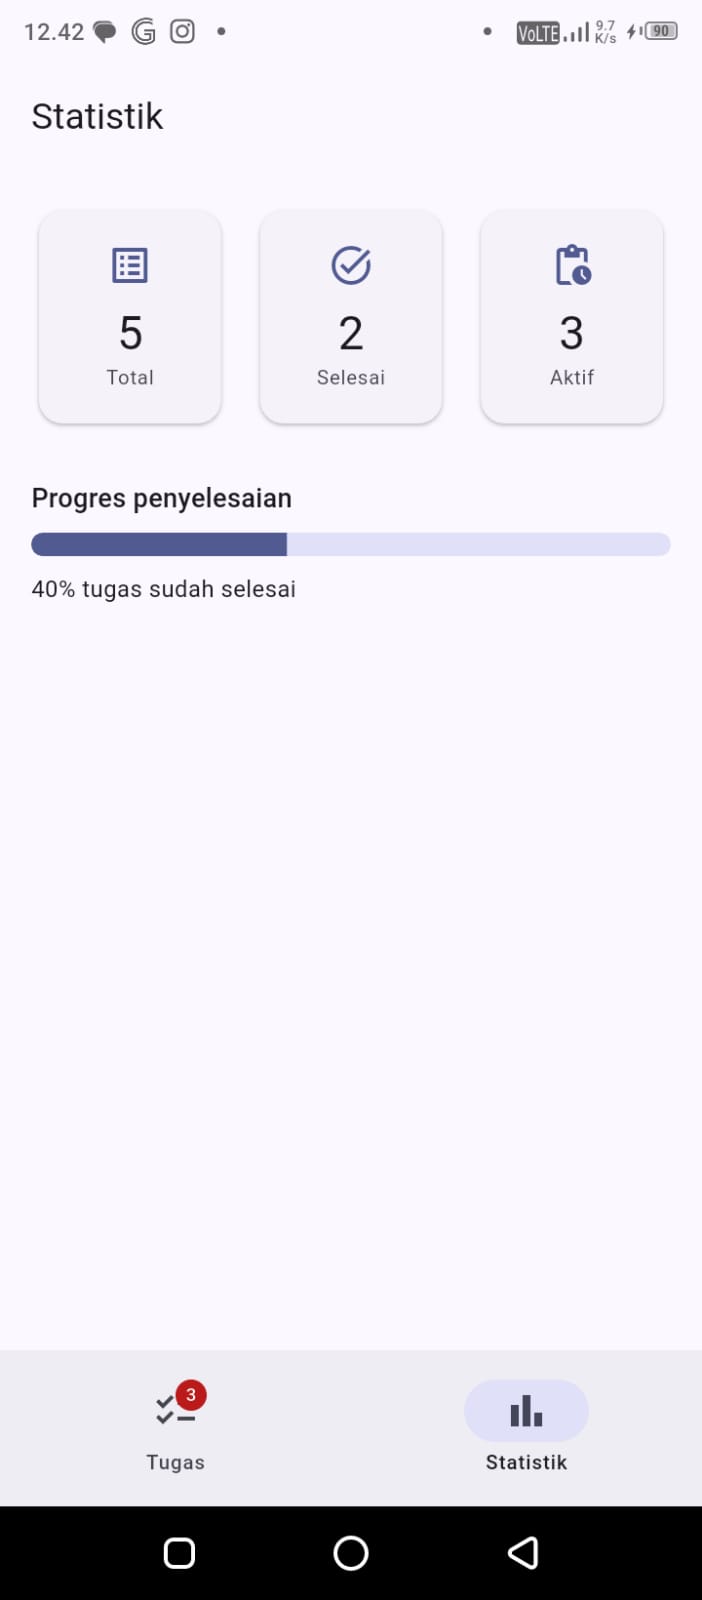 12.42 VoLTE 9.7 K/s 90
Statistik
5 2 3
Total Selesai Aktif
Progres penyelesaian
40% tugas sudah selesai
3
Tugas Statistik